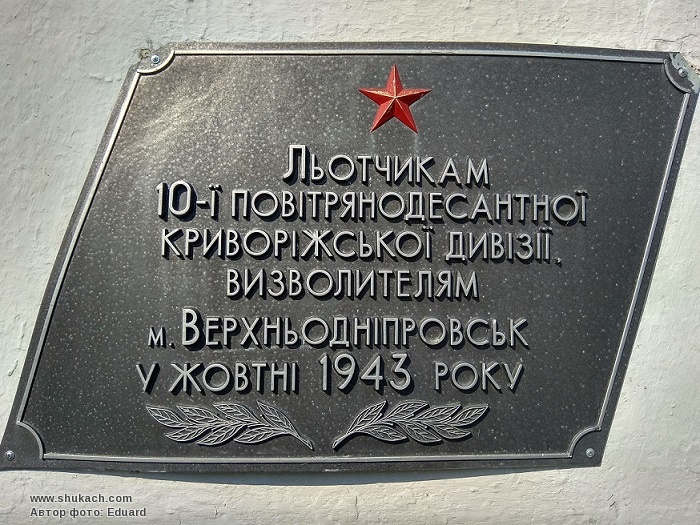 Льотчикам
10-ї повітрянодесантної
криворіжської дивізії,
визволителям
м. Верхньодніпровськ
у жовтні 1943 року
www.shukach.com
Автор фото: Eduard